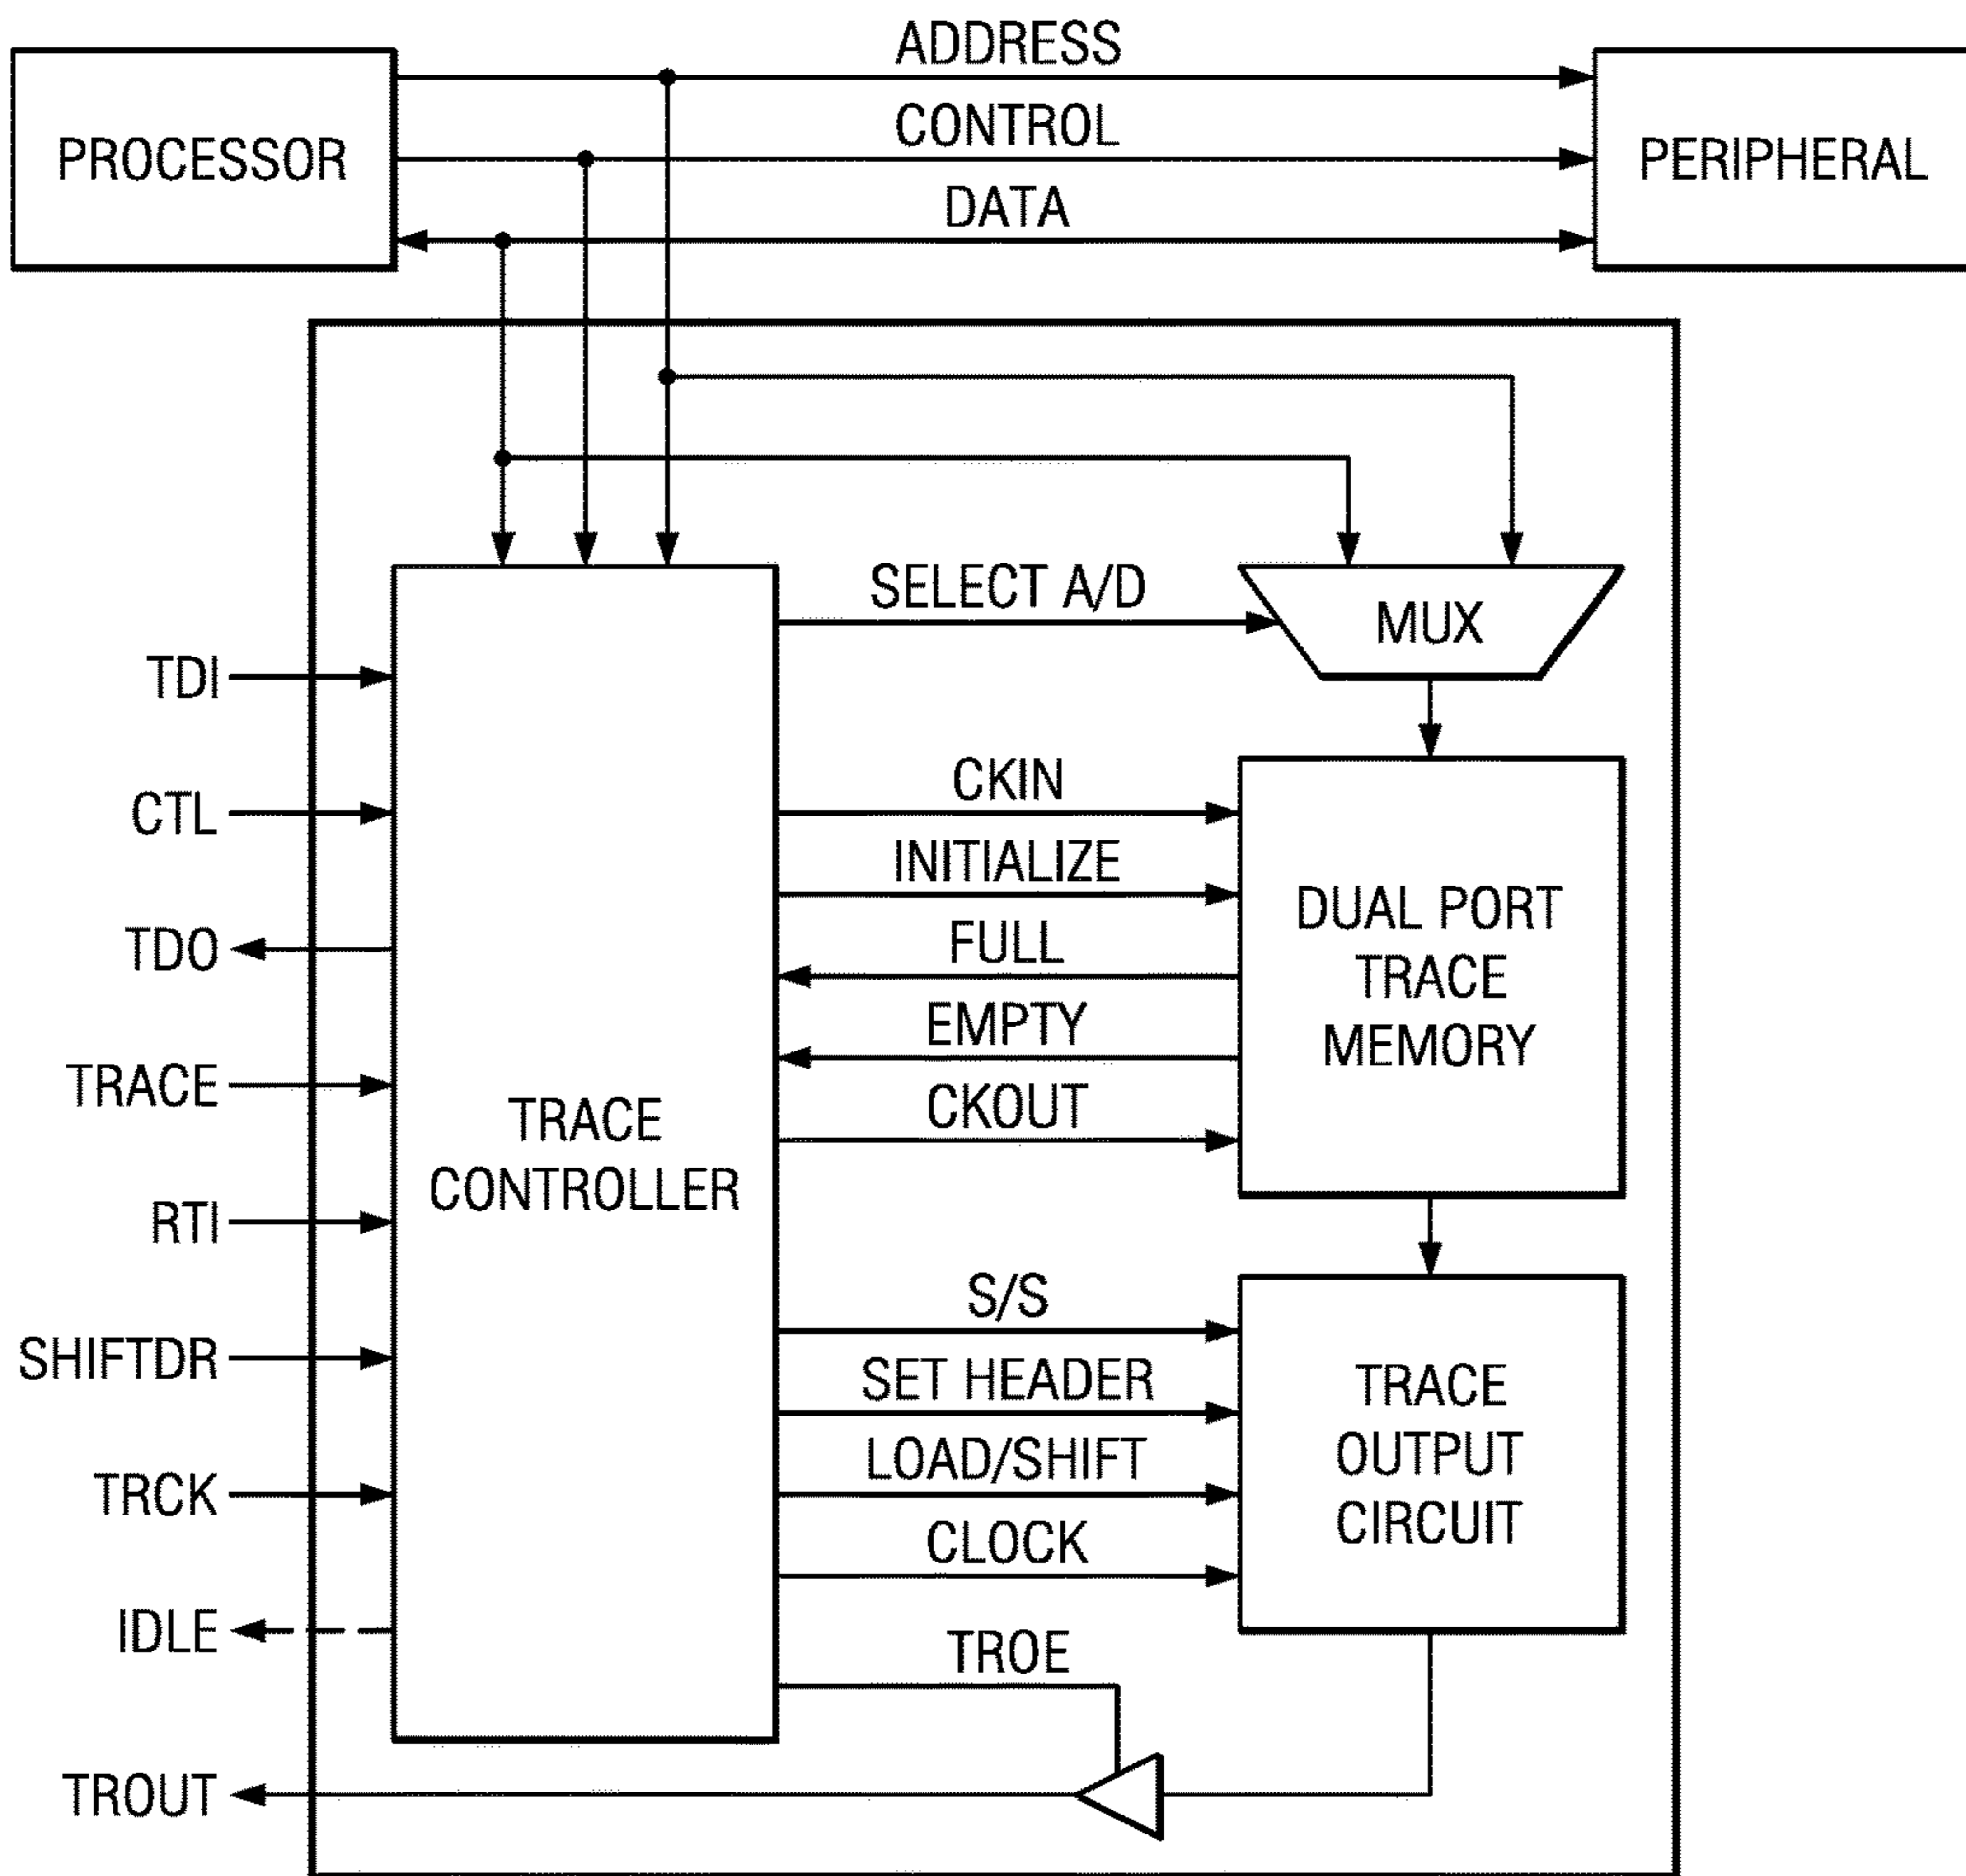 ADDRESS
PROCESSOR
CONTROL
PERIPHERAL
DATA
SELECT A/D
MUX
TDI
CTL
TDO
TRACE
RTI
SHIFTDR
TRCK
IDLE
TROUT
TRACE
CONTROLLER
CKIN
INITIALIZE
FULL
EMPTY
CKOUT
DUAL PORT
TRACE
MEMORY
S/S
SET HEADER
LOAD/SHIFT
CLOCK
TRACE
OUTPUT
CIRCUIT
TROE